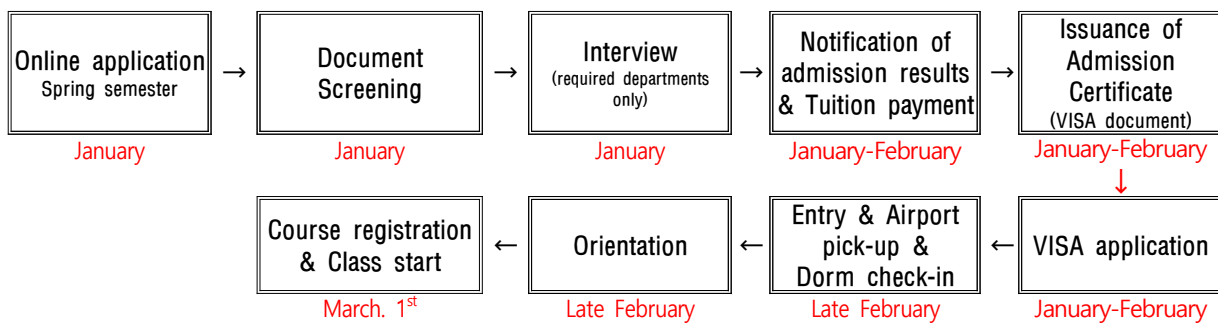 Online application
Spring semester
→
Document
Screening
→
Interview
(required departments
only)
→
Notification of
admission results
& Tuition payment
→
Issuance of
Admission
Certificate
(VISA document)
January
January
January
January-February
January-February
↓
VISA application
←
Entry & Airport
pick-up &
Dorm check-in
←
Orientation
←
Course registration
& Class start
January-February
Late February
Late February
March. 1st